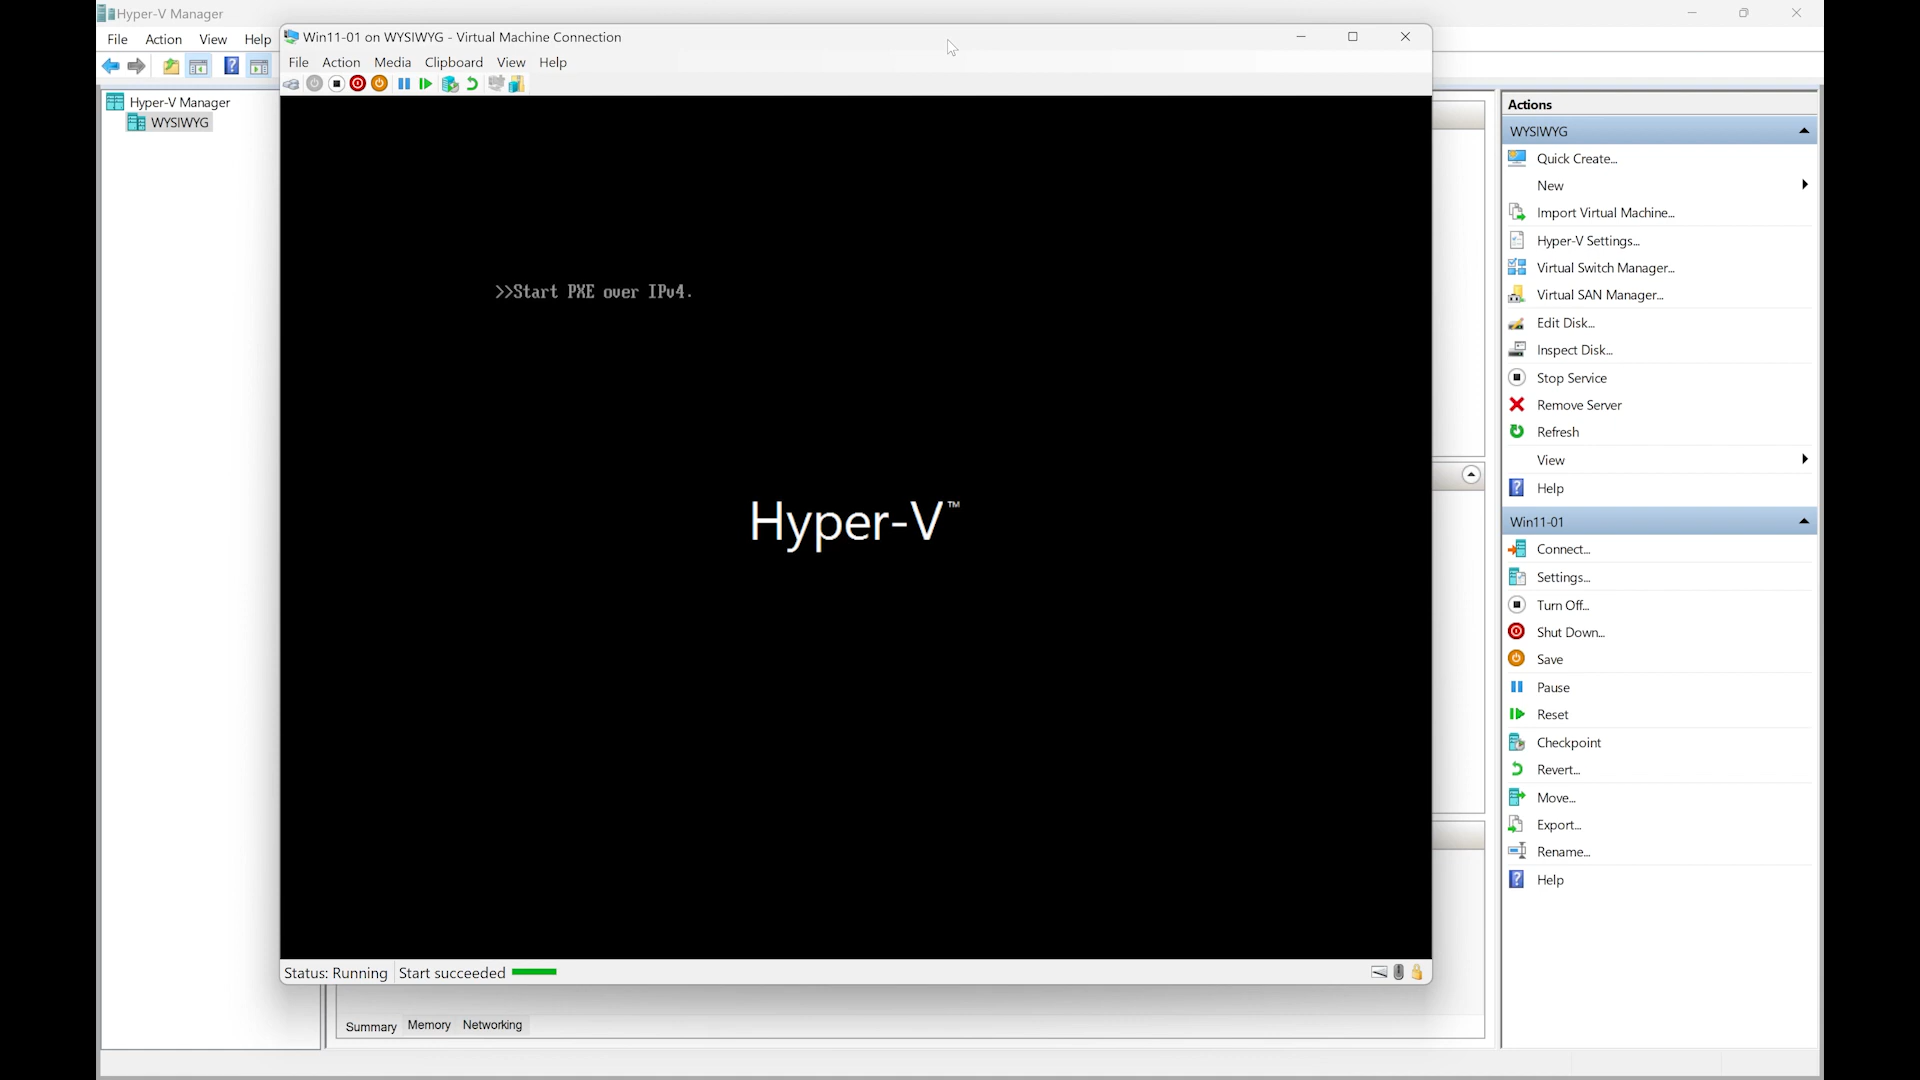 Hyper-V Manager
File Action View Help
Hyper-V Manager
WYSIWYG
Win11-01 on WYSIWYG - Virtual Machine Connection
File Action Media Clipboard View Help
>>Start PXE over IPv4.
Hyper-V™
Status: Running Start succeeded
Summary Memory Networking
Actions
WYSIWYG
Quick Create...
New
Import Virtual Machine...
Hyper-V Settings...
Virtual Switch Manager...
Virtual SAN Manager...
Edit Disk...
Inspect Disk...
Stop Service
Remove Server
Refresh
View
Help
Win11-01
Connect...
Settings...
Turn Off...
Shut Down...
Save
Pause
Reset
Checkpoint
Revert...
Move...
Export...
Rename...
Help